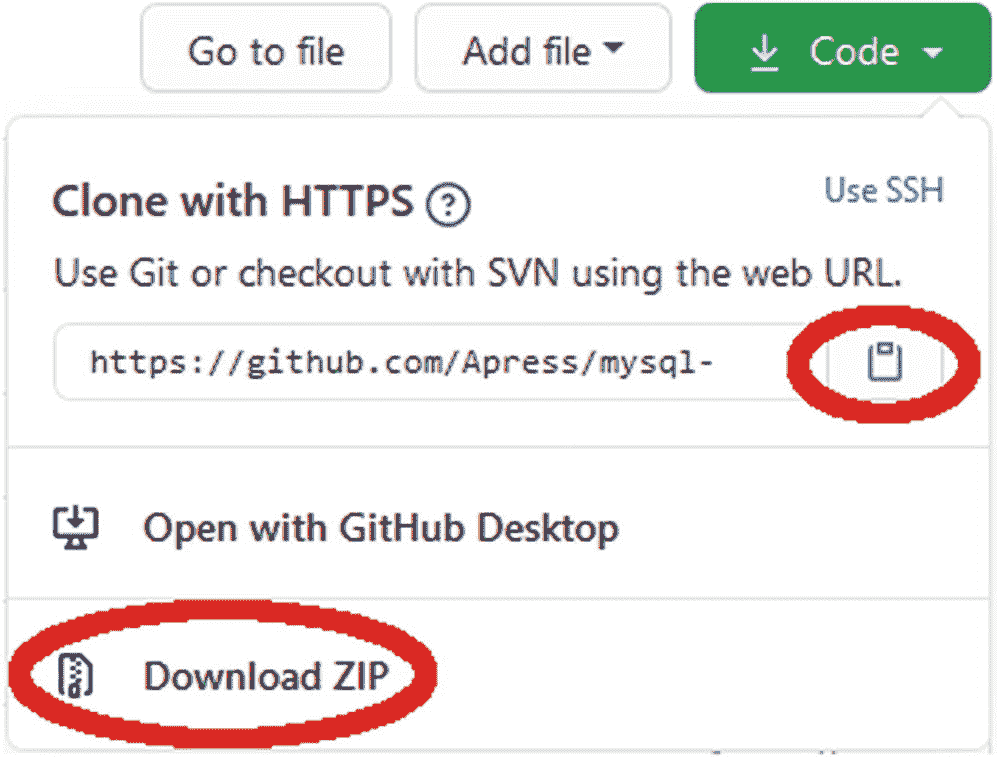 Go to file
Add file
Code
Clone with HTTPS ?
Use SSH
Use Git or checkout with SVN using the web URL.
https://github.com/Apress/mysql-
Open with GitHub Desktop
Download ZIP